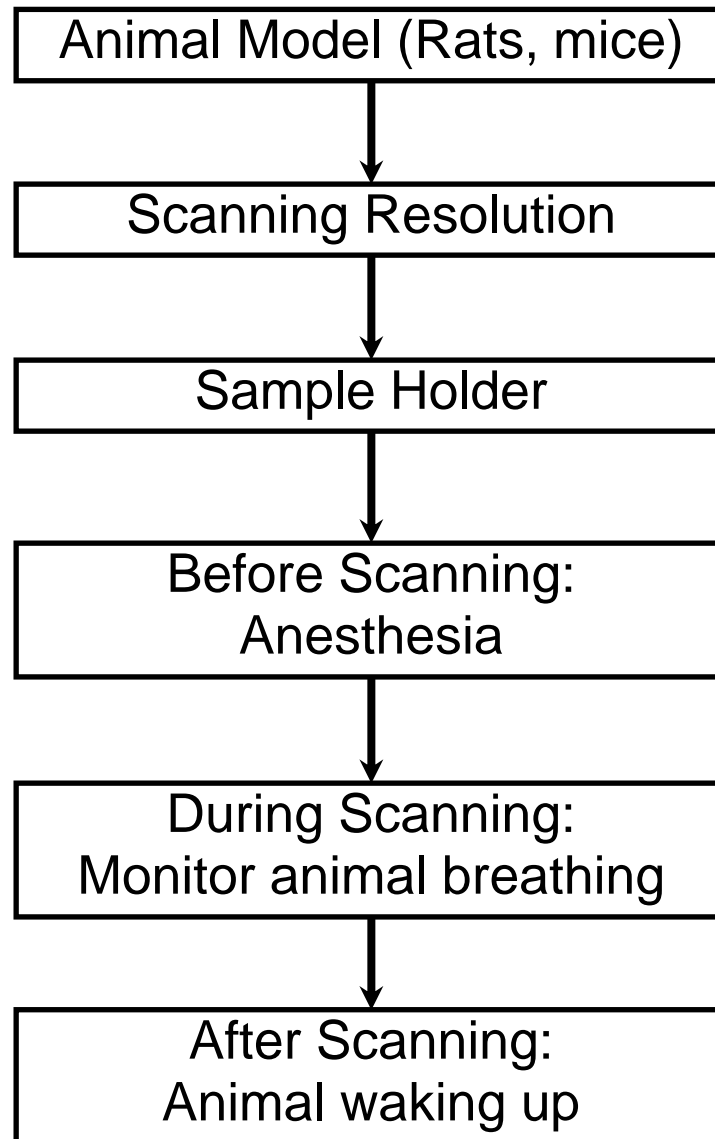 Animal Model (Rats, mice)
Scanning Resolution
Sample Holder
Before Scanning:
Anesthesia
During Scanning:
Monitor animal breathing
After Scanning:
Animal waking up